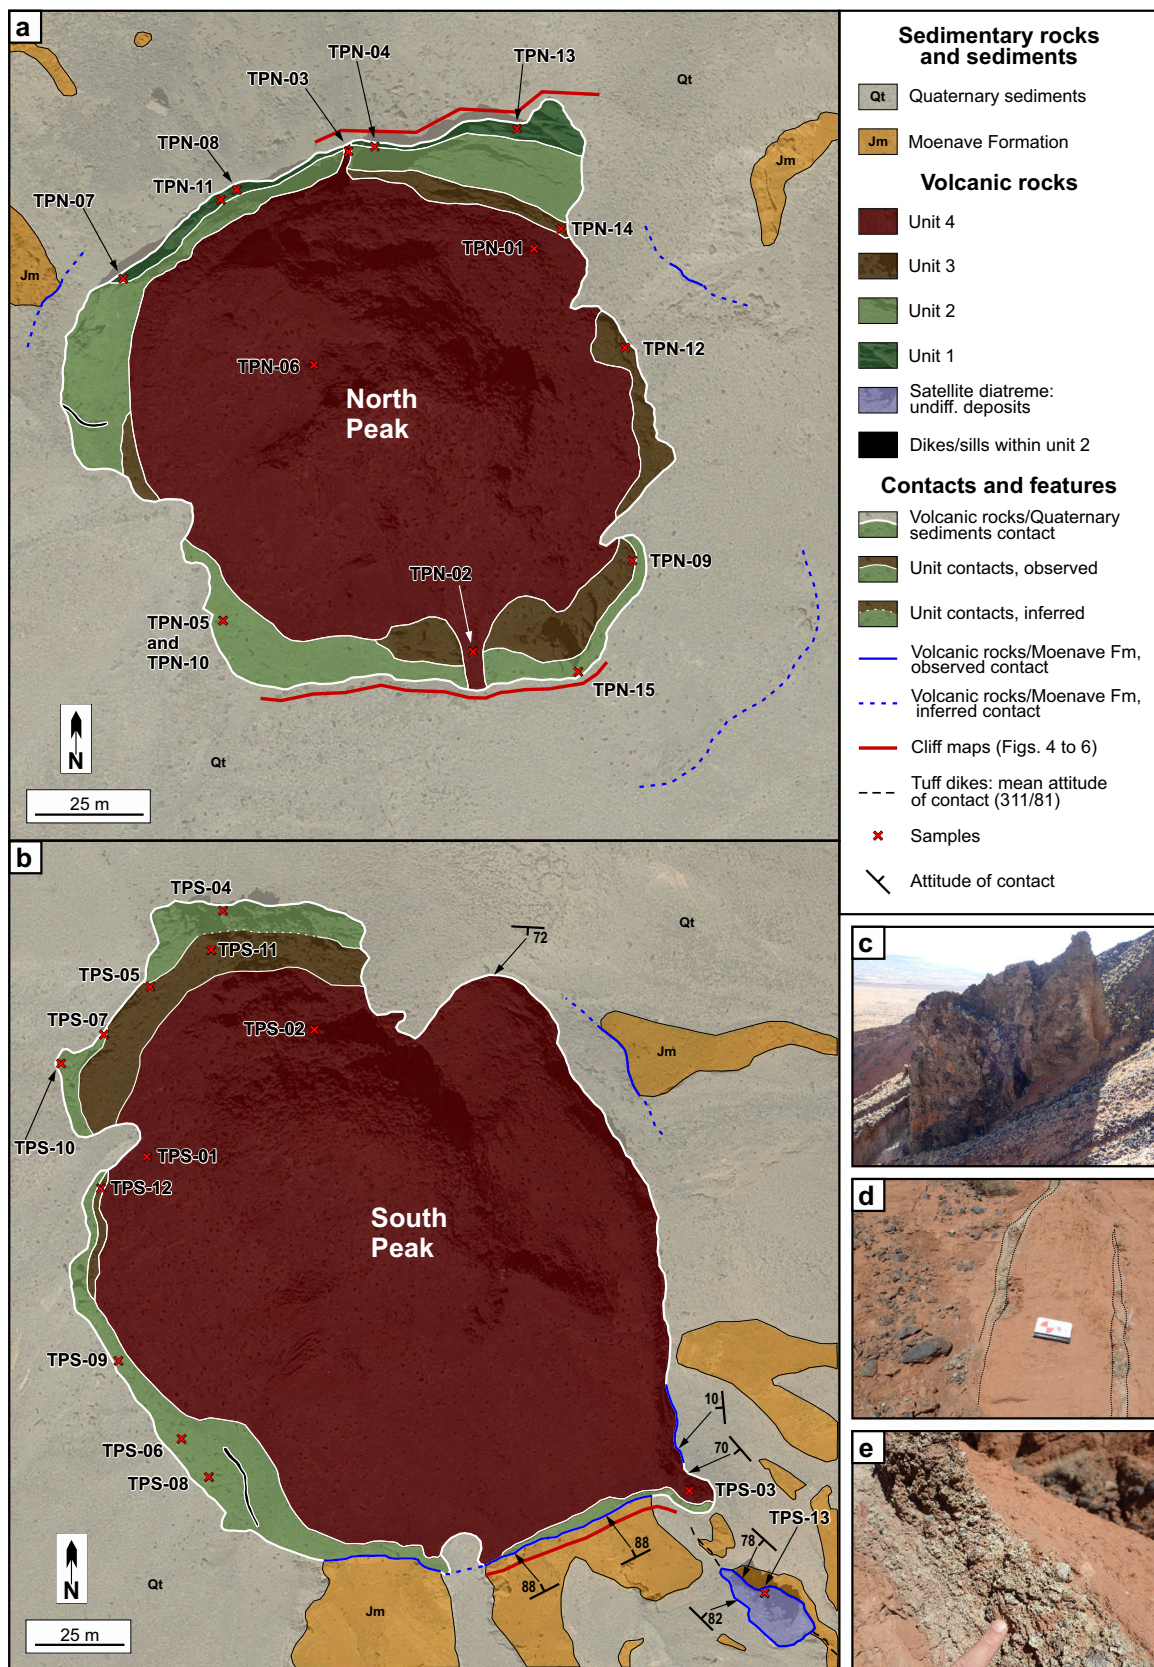 a
TPN-04
TPN-13
TPN-03
Qt
TPN-08
TPN-11
TPN-07
Jm
Jm
TPN-14
TPN-01
TPN-12
TPN-06
North
Peak
TPN-09
TPN-02
TPN-05
and
TPN-10
TPN-15
N
Qt
25 m
b
TPS-04
Qt
72
TPS-11
TPS-05
TPS-07
TPS-02
Jm
TPS-10
TPS-01
TPS-12
South
Peak
TPS-09
10
TPS-06
70
TPS-08
TPS-03
TPS-13
78
88
88
82
N
Qt
Jm
25 m
Sedimentary rocks
and sediments
Qt Quaternary sediments
Jm Moenave Formation
Volcanic rocks
Unit 4
Unit 3
Unit 2
Unit 1
Satellite diatreme:
undiff. deposits
Dikes/sills within unit 2
Contacts and features
Volcanic rocks/Quaternary
sediments contact
Unit contacts, observed
Unit contacts, inferred
Volcanic rocks/Moenave Fm,
observed contact
Volcanic rocks/Moenave Fm,
inferred contact
Cliff maps (Figs. 4 to 6)
Tuff dikes: mean attitude
of contact (311/81)
Samples
Attitude of contact
c
d
e